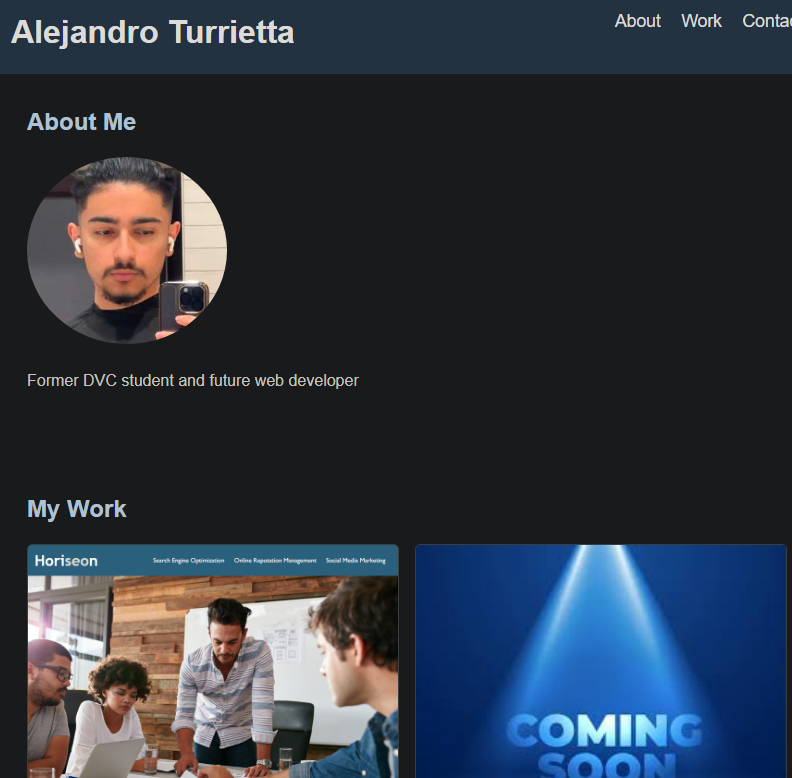 Alejandro Turrietta
About Work Contac
About Me
Former DVC student and future web developer
My Work
Horiseon Search Engine Optimization Online Reputation Management Social Media Marketing
COMING
SOON